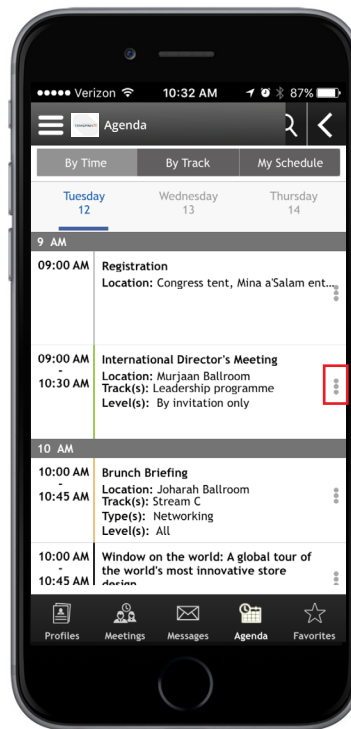 Verizon 10:32 AM 87%
Agenda
By Time By Track My Schedule
Tuesday Wednesday Thursday
12 13 14
9 AM
09:00 AM Registration
Location: Congress tent, Mina a'Salam ent...
09:00 AM International Director's Meeting
-
Location: Murjaan Ballroom
10:30 AM Track(s): Leadership programme
Level(s): By invitation only
10 AM
10:00 AM Brunch Briefing
-
Location: Joharah Ballroom
10:45 AM Track(s): Stream C
Type(s): Networking
Level(s): All
10:00 AM Window on the world: A global tour of
- the world's most innovative store
10:45 AM design
Profiles Meetings Messages Agenda Favorites